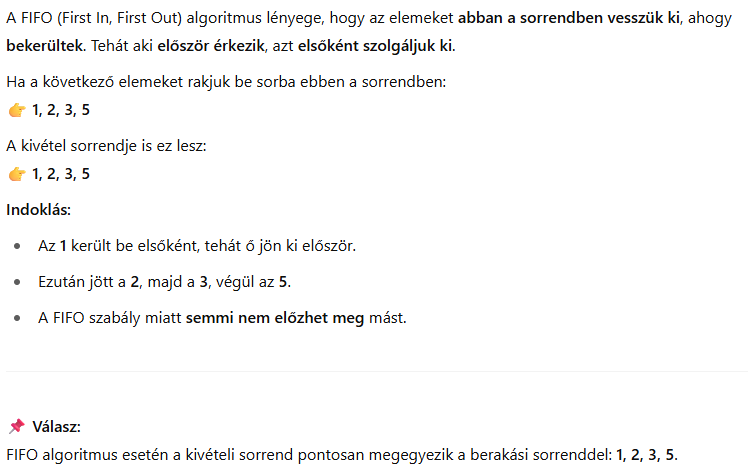 A FIFO (First In, First Out) algoritmus lényege, hogy az elemeket abban a sorrendben vesszük ki, ahogy
bekerültek. Tehát aki először érkezik, azt elsőként szolgáljuk ki.
Ha a következő elemeket rakjuk be sorba ebben a sorrendben:
👉 1, 2, 3, 5
A kivétel sorrendje is ez lesz:
👉 1, 2, 3, 5
Indoklás:
• Az 1 került be elsőként, tehát ő jön ki először.
• Ezután jött a 2, majd a 3, végül az 5.
• A FIFO szabály miatt semmi nem előzhet meg mást.
📌 Válasz:
FIFO algoritmus esetén a kivételi sorrend pontosan megegyezik a berakási sorrenddel: 1, 2, 3, 5.